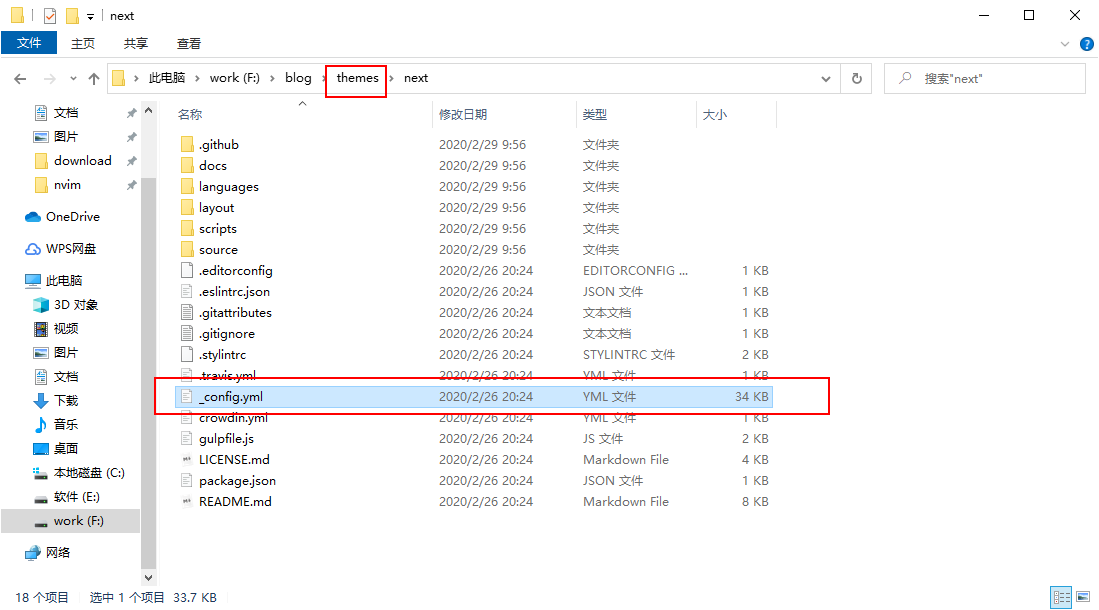 next
文件 主页 共享 查看
此电脑 work (F:) blog themes next 搜索"next"
文档
图片
download
nvim
OneDrive
WPS网盘
此电脑
3D 对象
视频
图片
文档
下载
音乐
桌面
本地磁盘 (C:)
软件 (E:)
work (F:)
网络
名称 修改日期 类型 大小
.github 2020/2/29 9:56 文件夹
docs 2020/2/29 9:56 文件夹
languages 2020/2/29 9:56 文件夹
layout 2020/2/29 9:56 文件夹
scripts 2020/2/29 9:56 文件夹
source 2020/2/29 9:56 文件夹
.editorconfig 2020/2/26 20:24 EDITORCONFIG ... 1 KB
.eslintrc.json 2020/2/26 20:24 JSON 文件 1 KB
.gitattributes 2020/2/26 20:24 文本文档 1 KB
.gitignore 2020/2/26 20:24 文本文档 1 KB
.stylintrc 2020/2/26 20:24 STYLINTRC 文件 2 KB
.travis.yml 2020/2/26 20:24 YML 文件 1 KB
_config.yml 2020/2/26 20:24 YML 文件 34 KB
crowdin.yml 2020/2/26 20:24 YML 文件 1 KB
gulpfile.js 2020/2/26 20:24 JS 文件 2 KB
LICENSE.md 2020/2/26 20:24 Markdown File 4 KB
package.json 2020/2/26 20:24 JSON 文件 1 KB
README.md 2020/2/26 20:24 Markdown File 8 KB
18 个项目 选中 1 个项目 33.7 KB